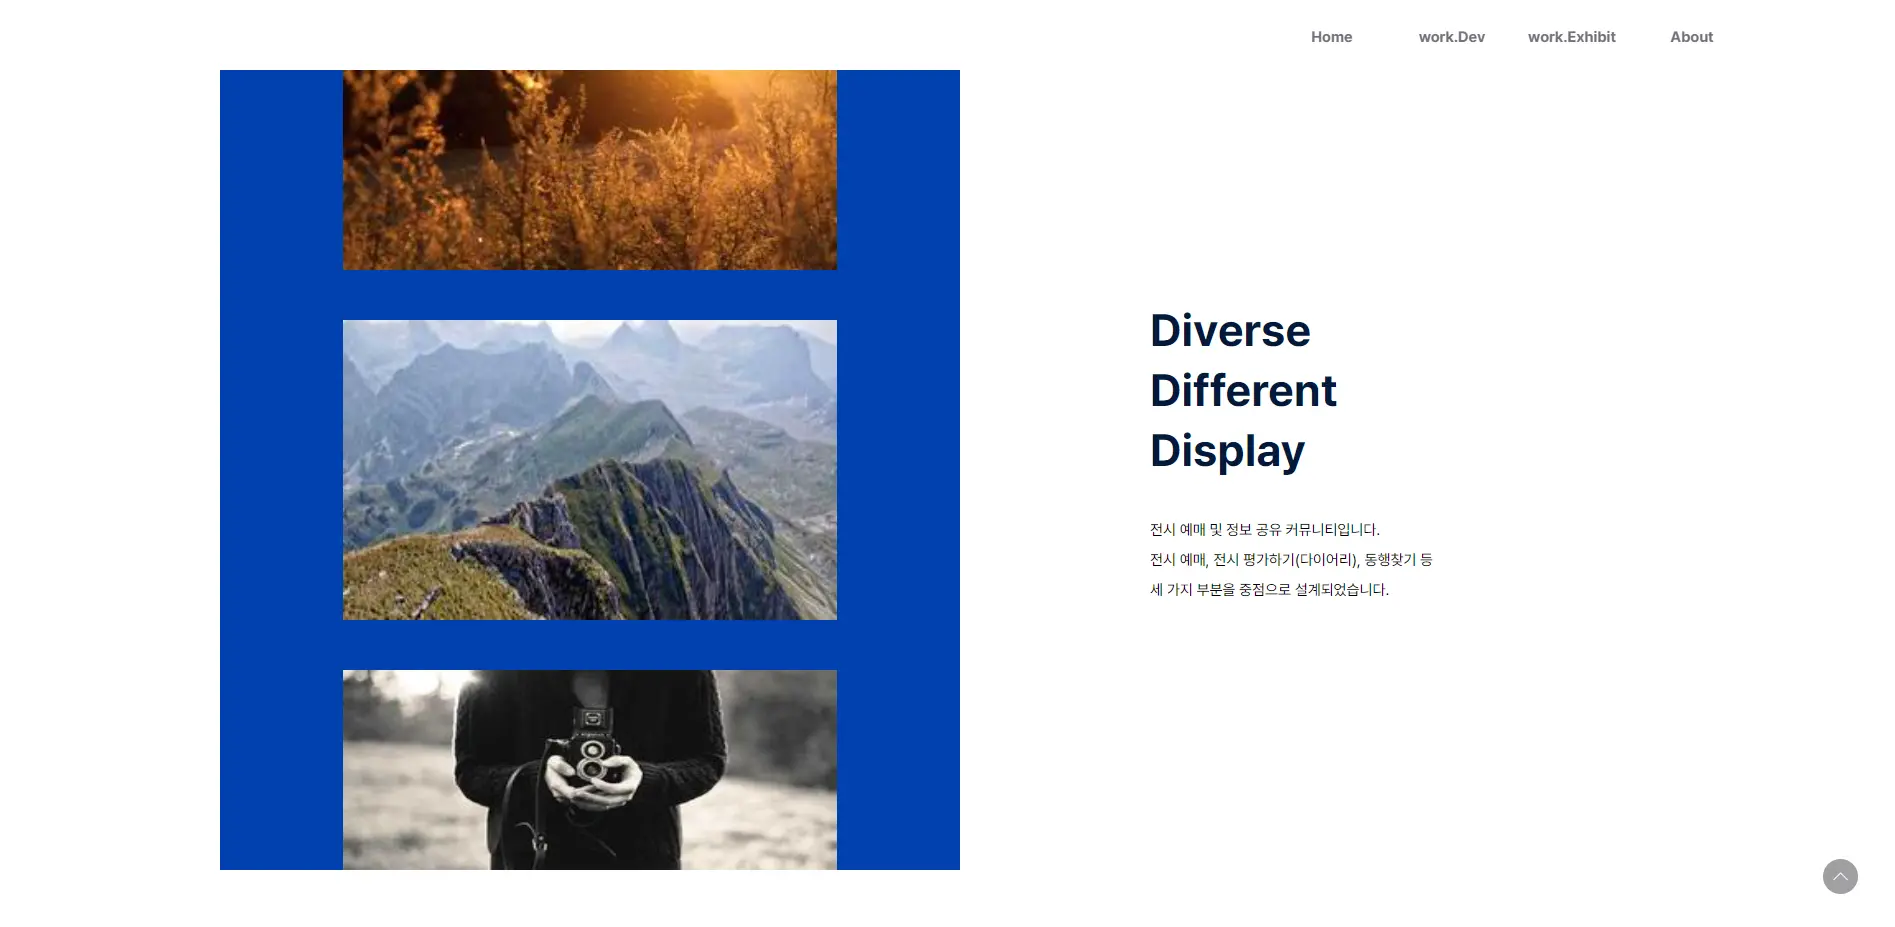 Home
work.Dev
work.Exhibit
About
Diverse
Different
Display
전시 예매 및 정보 공유 커뮤니티입니다.
전시 예매, 전시 평가하기(다이어리), 동행찾기 등
세 가지 부분을 중점으로 설계되었습니다.